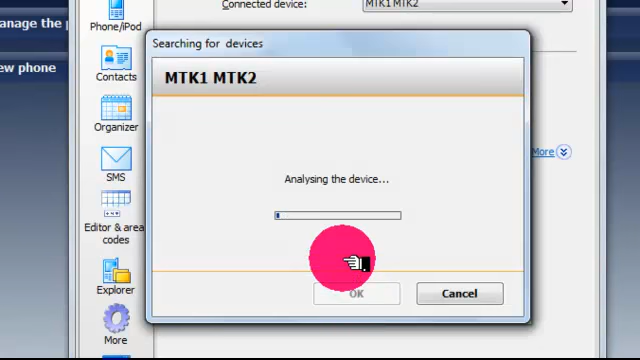 Connected device:
MTK1 MTK2
anage the p
ew phone
Phone/iPod
Contacts
Organizer
SMS
Editor & area
codes
Explorer
More
Searching for devices
MTK1 MTK2
Analysing the device...
OK
Cancel
More